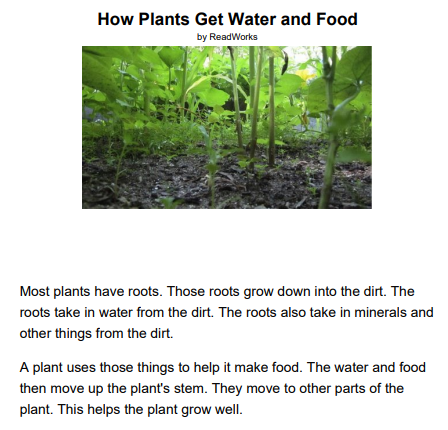 How Plants Get Water and Food
by ReadWorks
Most plants have roots. Those roots grow down into the dirt. The
roots take in water from the dirt. The roots also take in minerals and
other things from the dirt.
A plant uses those things to help it make food. The water and food
then move up the plant's stem. They move to other parts of the
plant. This helps the plant grow well.